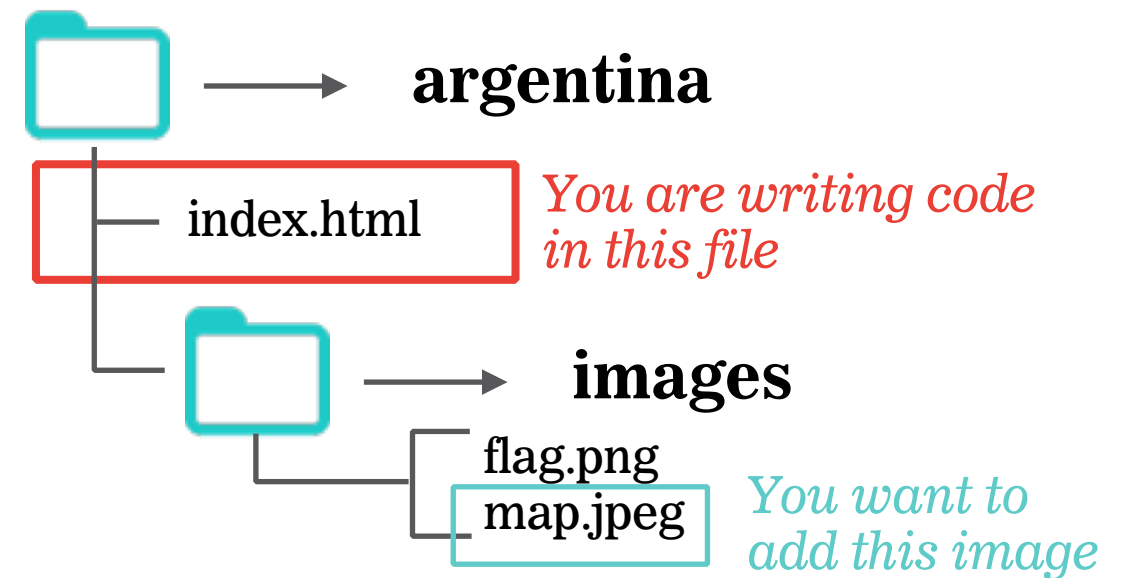 argentina
index.html
You are writing code
in this file
images
flag.png
map.jpeg
You want to
add this image